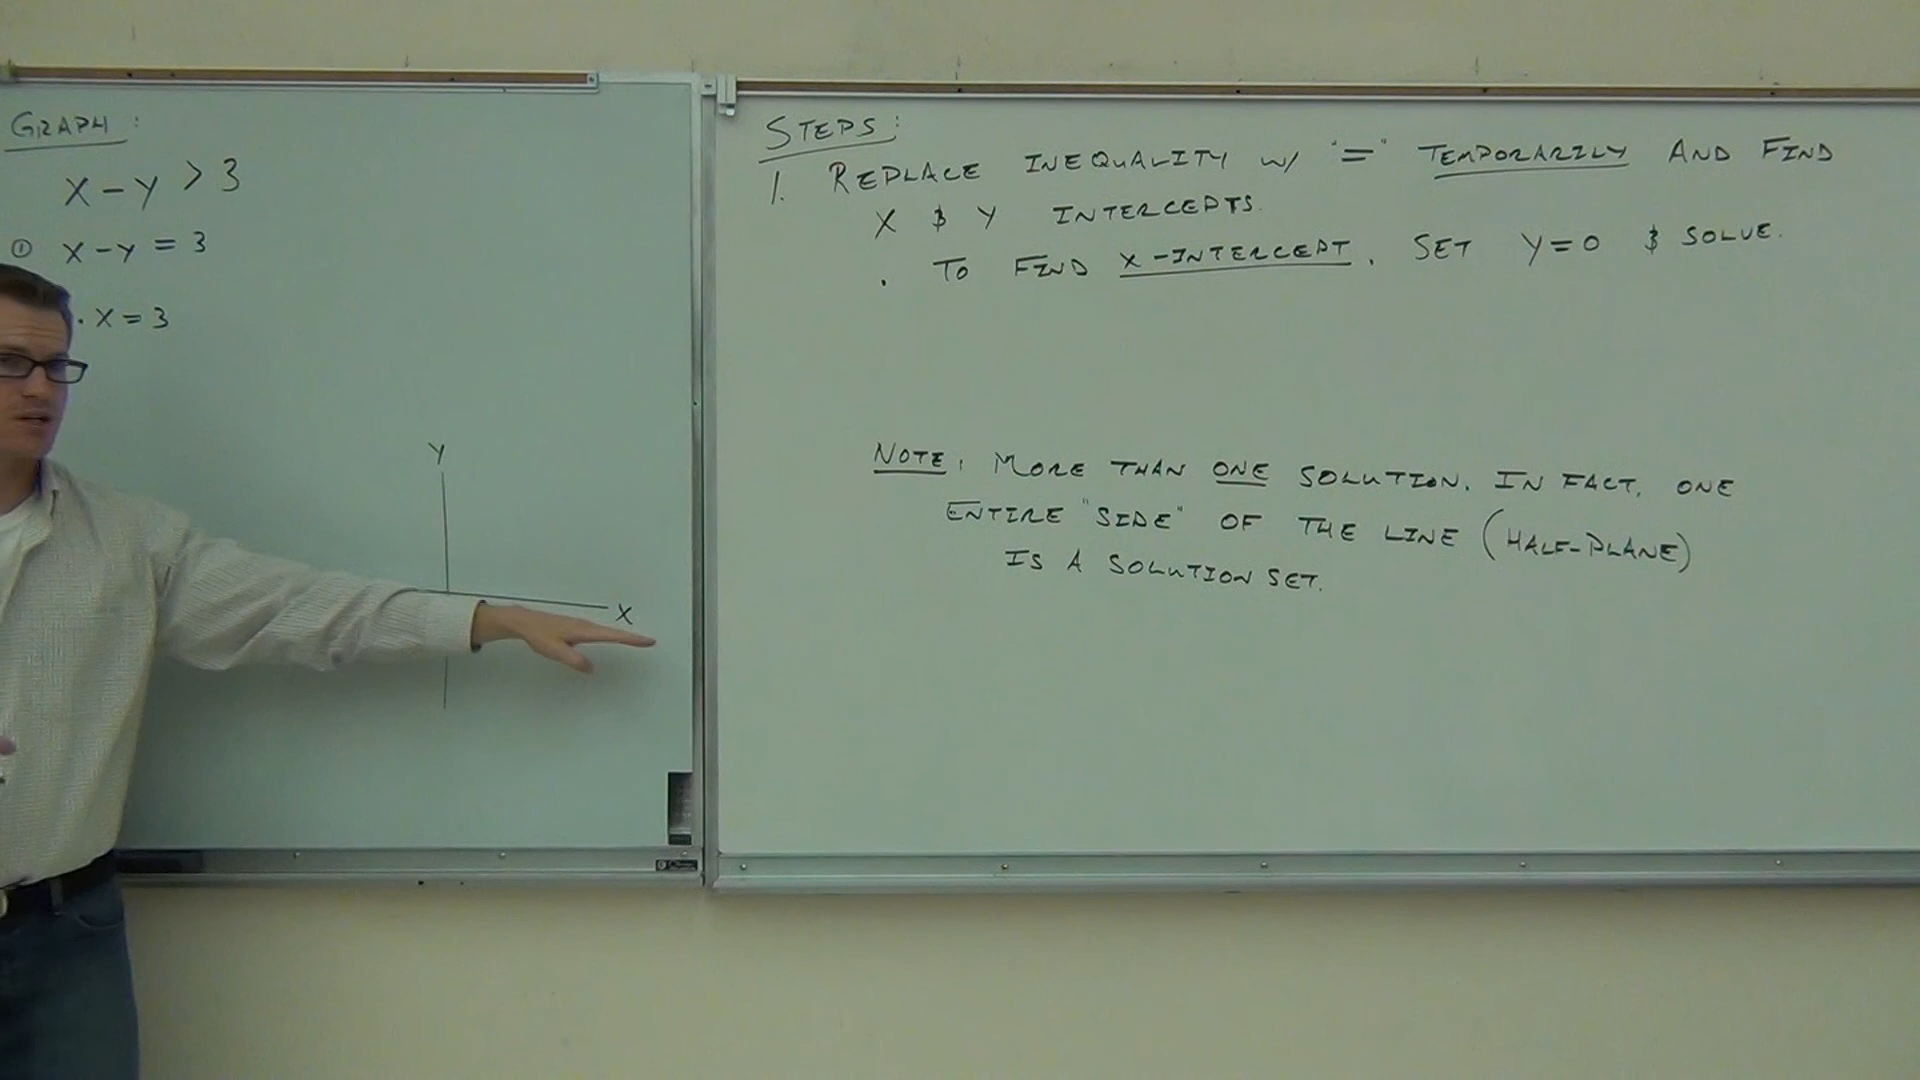 GRAPH:
X - Y > 3
① X - Y = 3
. X = 3
Y
X
STEPS:
1. REPLACE INEQUALITY W/ "=" TEMPORARILY AND FIND
X & Y INTERCEPTS.
. TO FIND X-INTERCEPT, SET Y=0 & SOLVE.
NOTE: MORE THAN ONE SOLUTION. IN FACT, ONE
ENTIRE "SIDE" OF THE LINE (HALF-PLANE)
IS A SOLUTION SET.